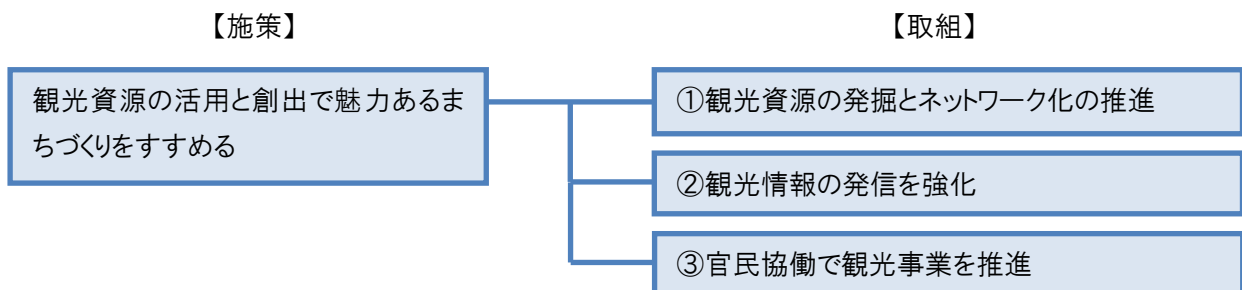 【施策】
【取組】
観光資源の活用と創出で魅力あるま
ちづくりをすすめる
①観光資源の発掘とネットワーク化の推進
②観光情報の発信を強化
③官民協働で観光事業を推進